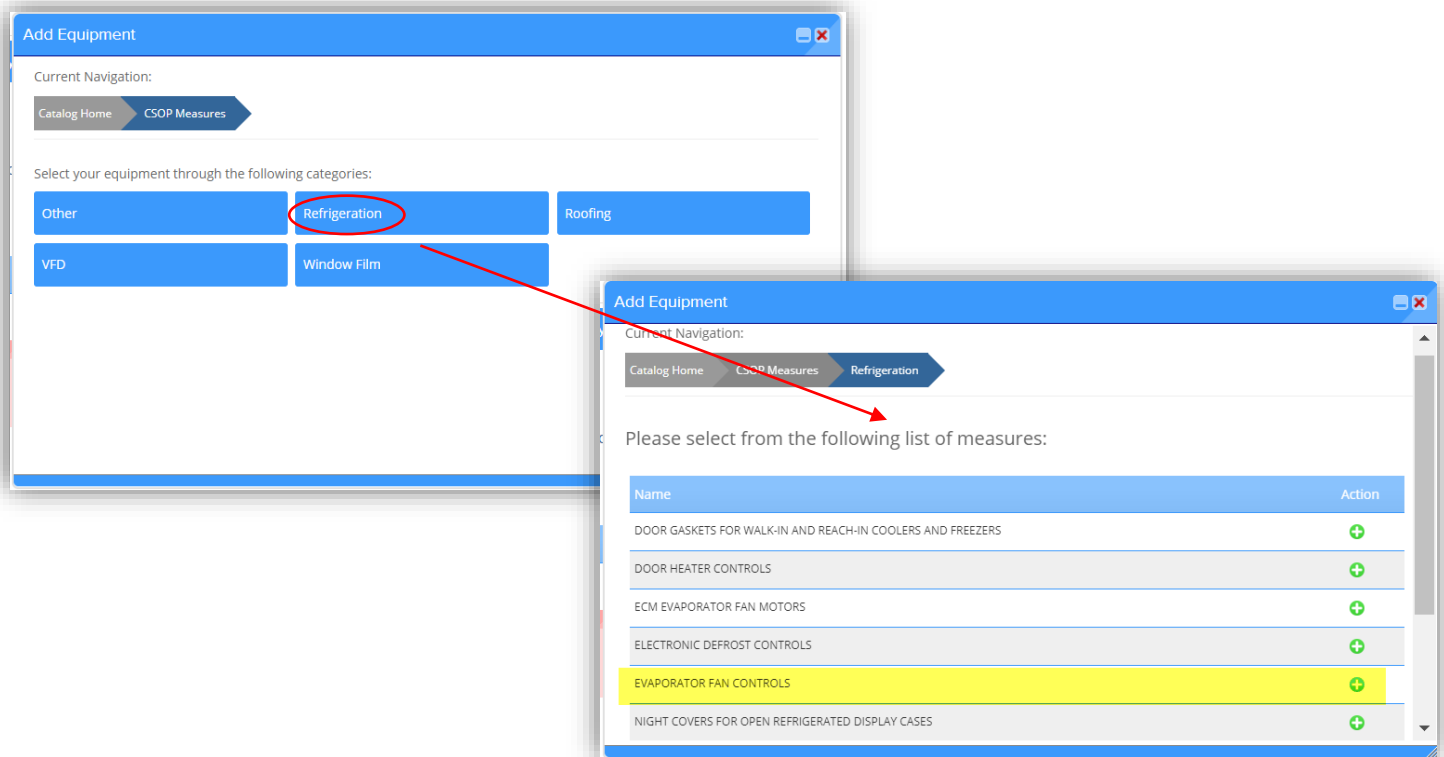 Add Equipment
Current Navigation:
Catalog Home CSOP Measures
Select your equipment through the following categories:
Other Refrigeration Roofing
VFD Window Film
Add Equipment
Current Navigation:
Catalog Home CSOP Measures Refrigeration
Please select from the following list of measures:
Name Action
DOOR GASKETS FOR WALK-IN AND REACH-IN COOLERS AND FREEZERS
DOOR HEATER CONTROLS
ECM EVAPORATOR FAN MOTORS
ELECTRONIC DEFROST CONTROLS
EVAPORATOR FAN CONTROLS
NIGHT COVERS FOR OPEN REFRIGERATED DISPLAY CASES